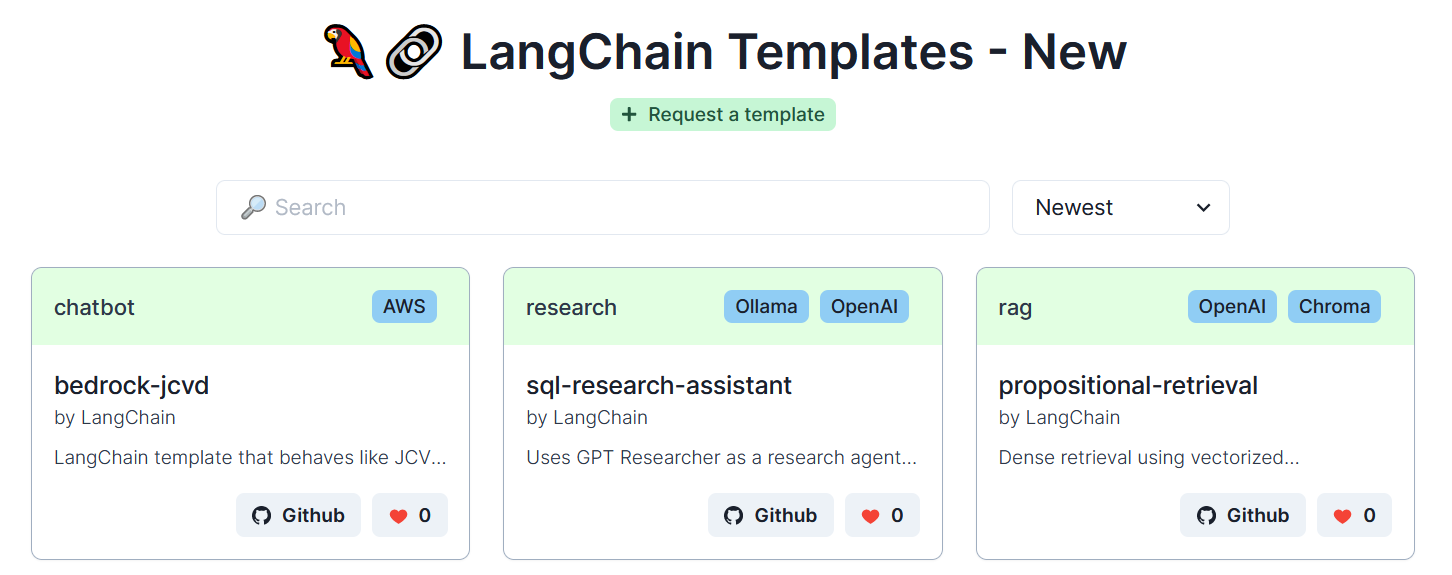 🦜🔗 LangChain Templates - New
+ Request a template
🔎 Search
Newest
chatbot AWS
bedrock-jcvd
by LangChain
LangChain template that behaves like JCV...
Github ❤ 0
research Ollama OpenAI
sql-research-assistant
by LangChain
Uses GPT Researcher as a research agent...
Github ❤ 0
rag OpenAI Chroma
propositional-retrieval
by LangChain
Dense retrieval using vectorized...
Github ❤ 0